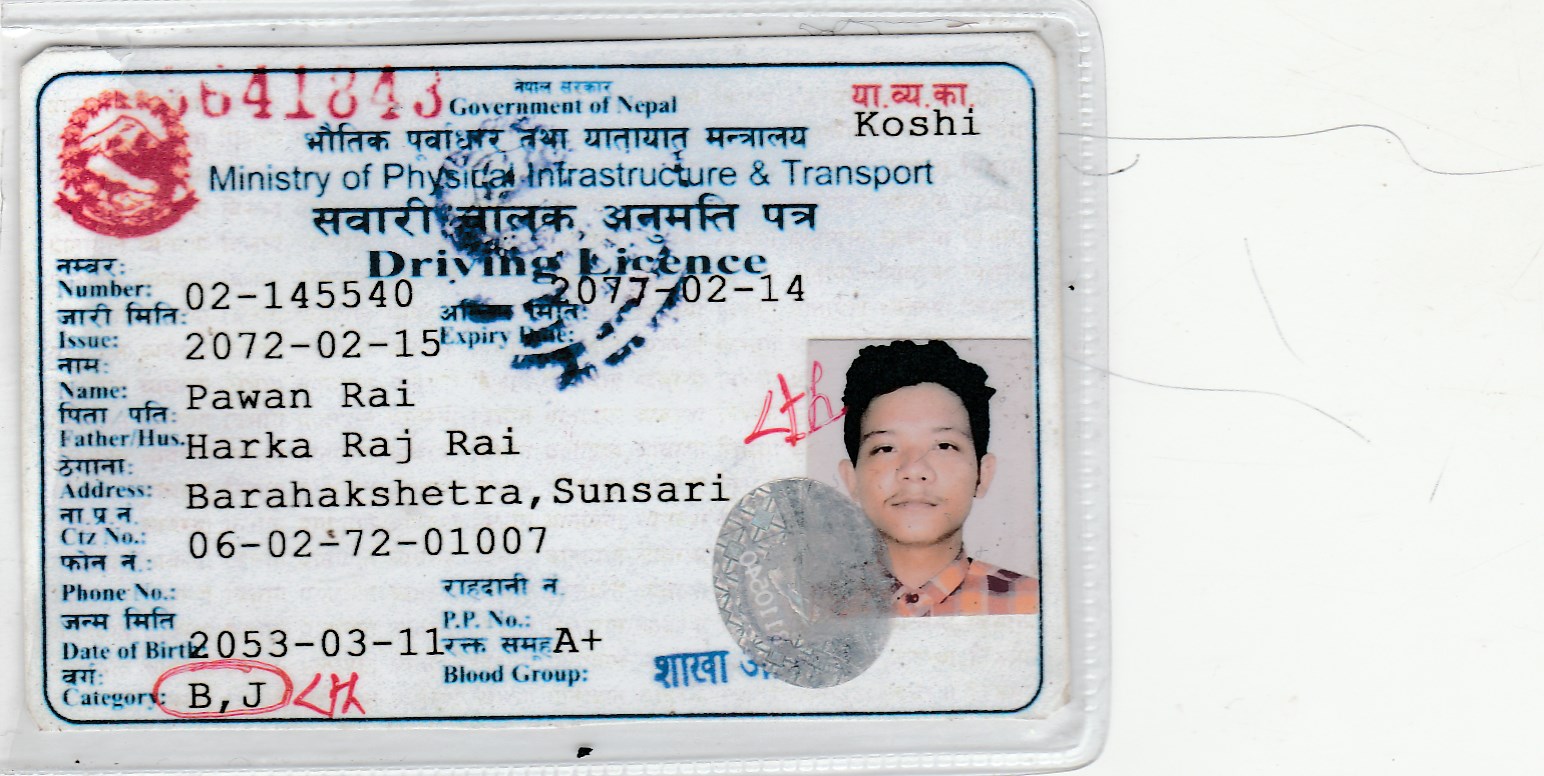 641843
नेपाल सरकार
Government of Nepal
या.व्य.का.
Koshi
भौतिक पूर्वाधार तथा यातायात मन्त्रालय
Ministry of Physical Infrastructure & Transport
सवारी चालक अनुमति पत्र
Driving Licence
नम्बर:
Number: 02-145540
2077-02-14
जारी मिति:
अन्तिम मिति:
Issue: 2072-02-15
Expiry Date:
नाम:
Name: Pawan Rai
पिता पति:
Father/Hus. Harka Raj Rai
ठेगाना:
Address: Barahakshetra,Sunsari
ना.प्र.नं.
Ctz No.: 06-02-72-01007
फोन नं.:
राहदानी नं.
Phone No.:
P.P. No.:
जन्म मिति
Date of Birth 2053-03-11
रक्त समूह A+
Blood Group:
वर्ग:
Category: B,J
शाखा